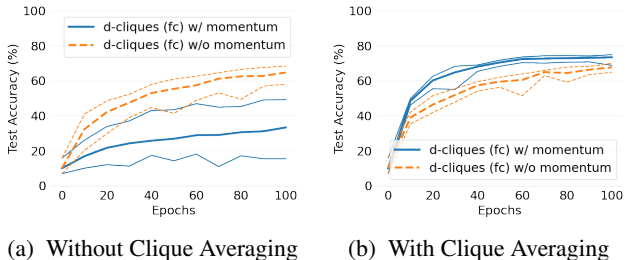 100
80
60
40
20
0
Test Accuracy (%)
d-cliques (fc) w/ momentum
d-cliques (fc) w/o momentum
0 20 40 60 80 100
Epochs
(a) Without Clique Averaging
100
80
60
40
20
0
Test Accuracy (%)
d-cliques (fc) w/ momentum
d-cliques (fc) w/o momentum
0 20 40 60 80 100
Epochs
(b) With Clique Averaging